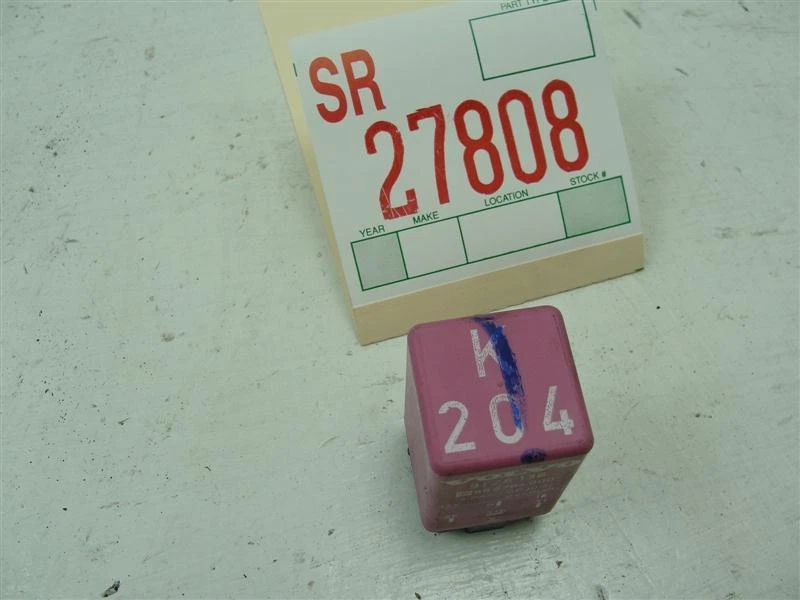 PART TYPE
SR
27808
YEAR MAKE LOCATION STOCK #
K
204
VOLVO